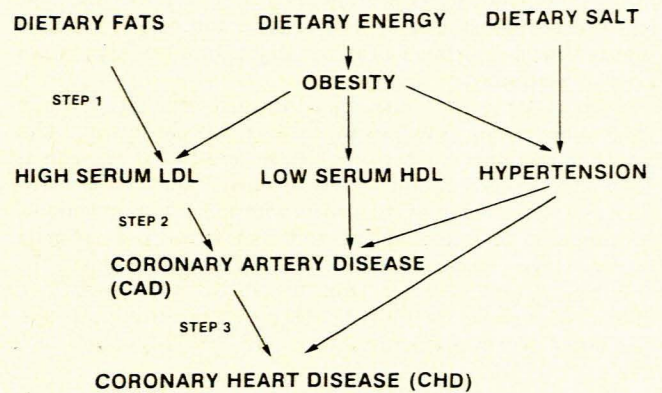 DIETARY FATS DIETARY ENERGY DIETARY SALT
OBESITY
STEP 1
HIGH SERUM LDL LOW SERUM HDL HYPERTENSION
STEP 2
CORONARY ARTERY DISEASE
(CAD)
STEP 3
CORONARY HEART DISEASE (CHD)